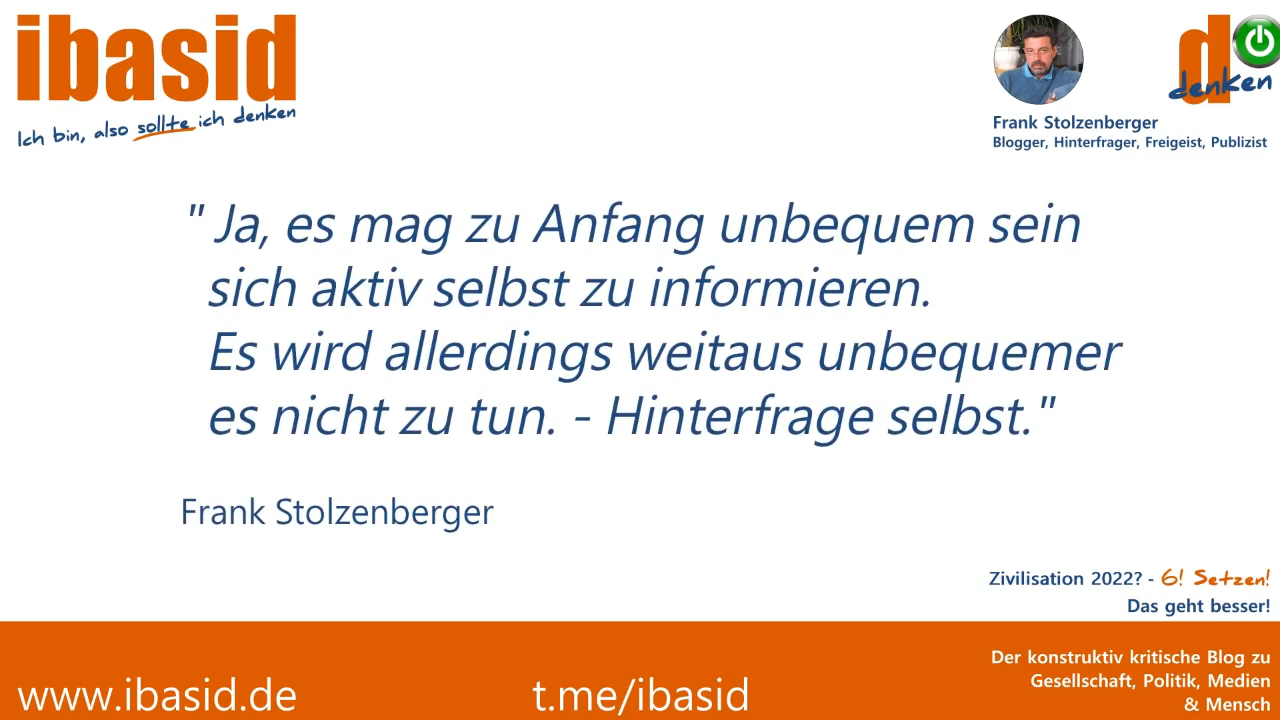 ibasid
Ich bin, also sollte ich denken
d
denken
Frank Stolzenberger
Blogger, Hinterfrager, Freigeist, Publizist
" Ja, es mag zu Anfang unbequem sein
sich aktiv selbst zu informieren.
Es wird allerdings weitaus unbequemer
es nicht zu tun. - Hinterfrage selbst."
Frank Stolzenberger
Zivilisation 2022? - 6! Setzen!
Das geht besser!
www.ibasid.de
t.me/ibasid
Der konstruktiv kritische Blog zu
Gesellschaft, Politik, Medien
& Mensch